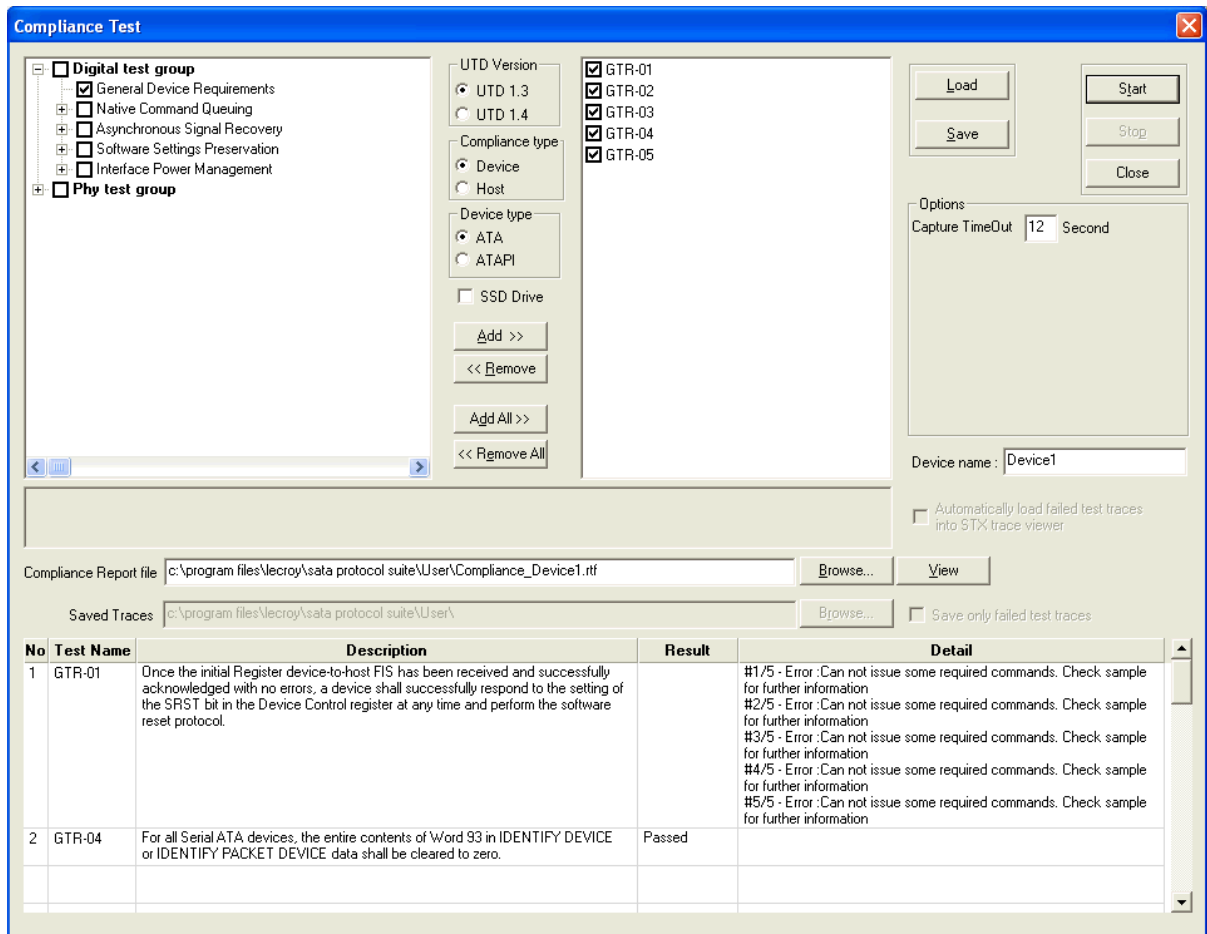 Compliance Test
Digital test group
General Device Requirements
Native Command Queuing
Asynchronous Signal Recovery
Software Settings Preservation
Interface Power Management
Phy test group
UTD Version
UTD 1.3
UTD 1.4
Compliance type
Device
Host
Device type
ATA
ATAPI
SSD Drive
Add >>
<< Remove
Add All >>
<< Remove All
GTR-01
GTR-02
GTR-03
GTR-04
GTR-05
Load
Save
Start
Stop
Close
Options
Capture TimeOut 12 Second
Device name : Device1
Automatically load failed test traces
into STX trace viewer
Compliance Report file c:\program files\lecroy\sata protocol suite\User\Compliance_Device1.rtf Browse... View
Saved Traces c:\program files\lecroy\sata protocol suite\User\ Browse... Save only failed test traces
No Test Name Description Result Detail
1 GTR-01
Once the initial Register device-to-host FIS has been received and successfully
acknowledged with no errors, a device shall successfully respond to the setting of
the SRST bit in the Device Control register at any time and perform the software
reset protocol.
#1/5 - Error :Can not issue some required commands. Check sample
for further information
#2/5 - Error :Can not issue some required commands. Check sample
for further information
#3/5 - Error :Can not issue some required commands. Check sample
for further information
#4/5 - Error :Can not issue some required commands. Check sample
for further information
#5/5 - Error :Can not issue some required commands. Check sample
for further information
2 GTR-04
For all Serial ATA devices, the entire contents of Word 93 in IDENTIFY DEVICE
or IDENTIFY PACKET DEVICE data shall be cleared to zero.
Passed